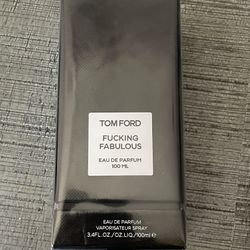 TOM FORD
FUCKING
FABULOUS
EAU DE PARFUM
100 ML
EAU DE PARFUM
VAPORISATEUR SPRAY
3.4FL.OZ./OZ.LIQ./100ml ℮